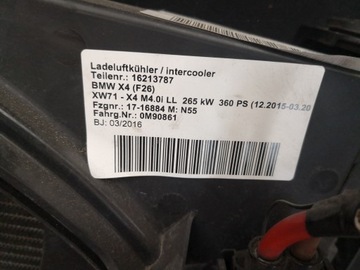 Ladeluftkühler / intercooler
Teilenr.: 16213787
BMW X4 (F26)
XW71 - X4 M4.0i LL 265 kW 360 PS (12.2015-03.20
Fzgnr.: 17-16884 M: N55
Fahrg.Nr.: 0M90861
BJ: 03/2016